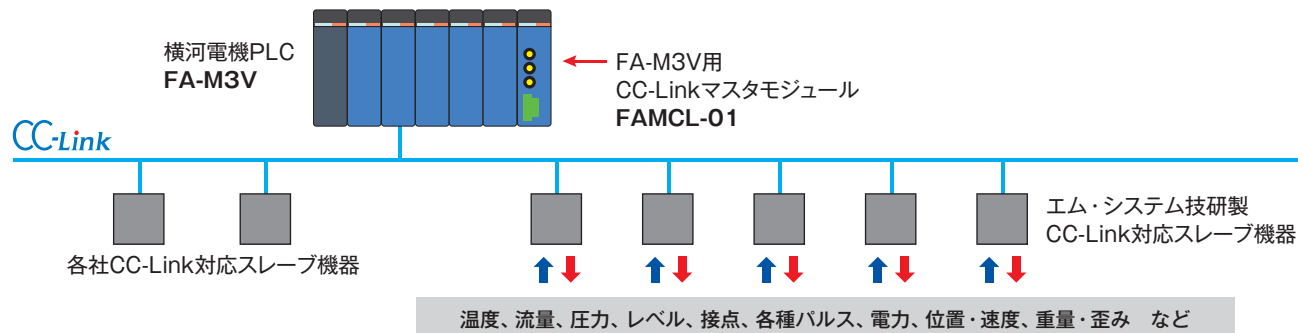 横河電機PLC
FA-M3V
FA-M3V用
CC-Linkマスタモジュール
FAMCL-01
CC-Link
各社CC-Link対応スレーブ機器
エム・システム技研製
CC-Link対応スレーブ機器
温度、流量、圧力、レベル、接点、各種パルス、電力、位置・速度、重量・歪み など